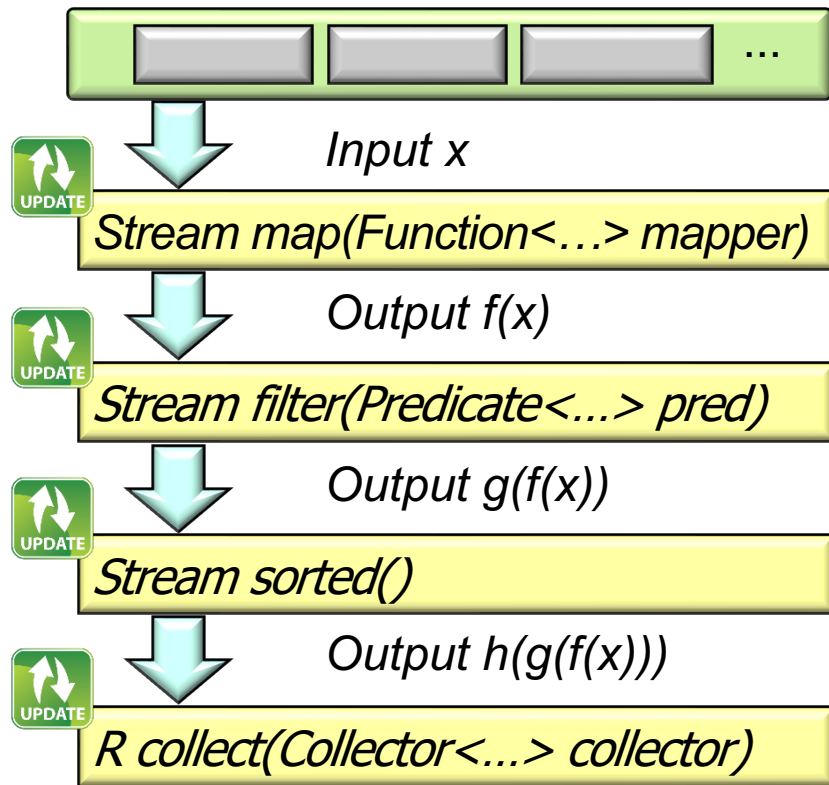 ...
Input x
UPDATE
Stream map(Function<...> mapper)
Output f(x)
UPDATE
Stream filter(Predicate<...> pred)
Output g(f(x))
UPDATE
Stream sorted()
Output h(g(f(x)))
UPDATE
R collect(Collector<...> collector)